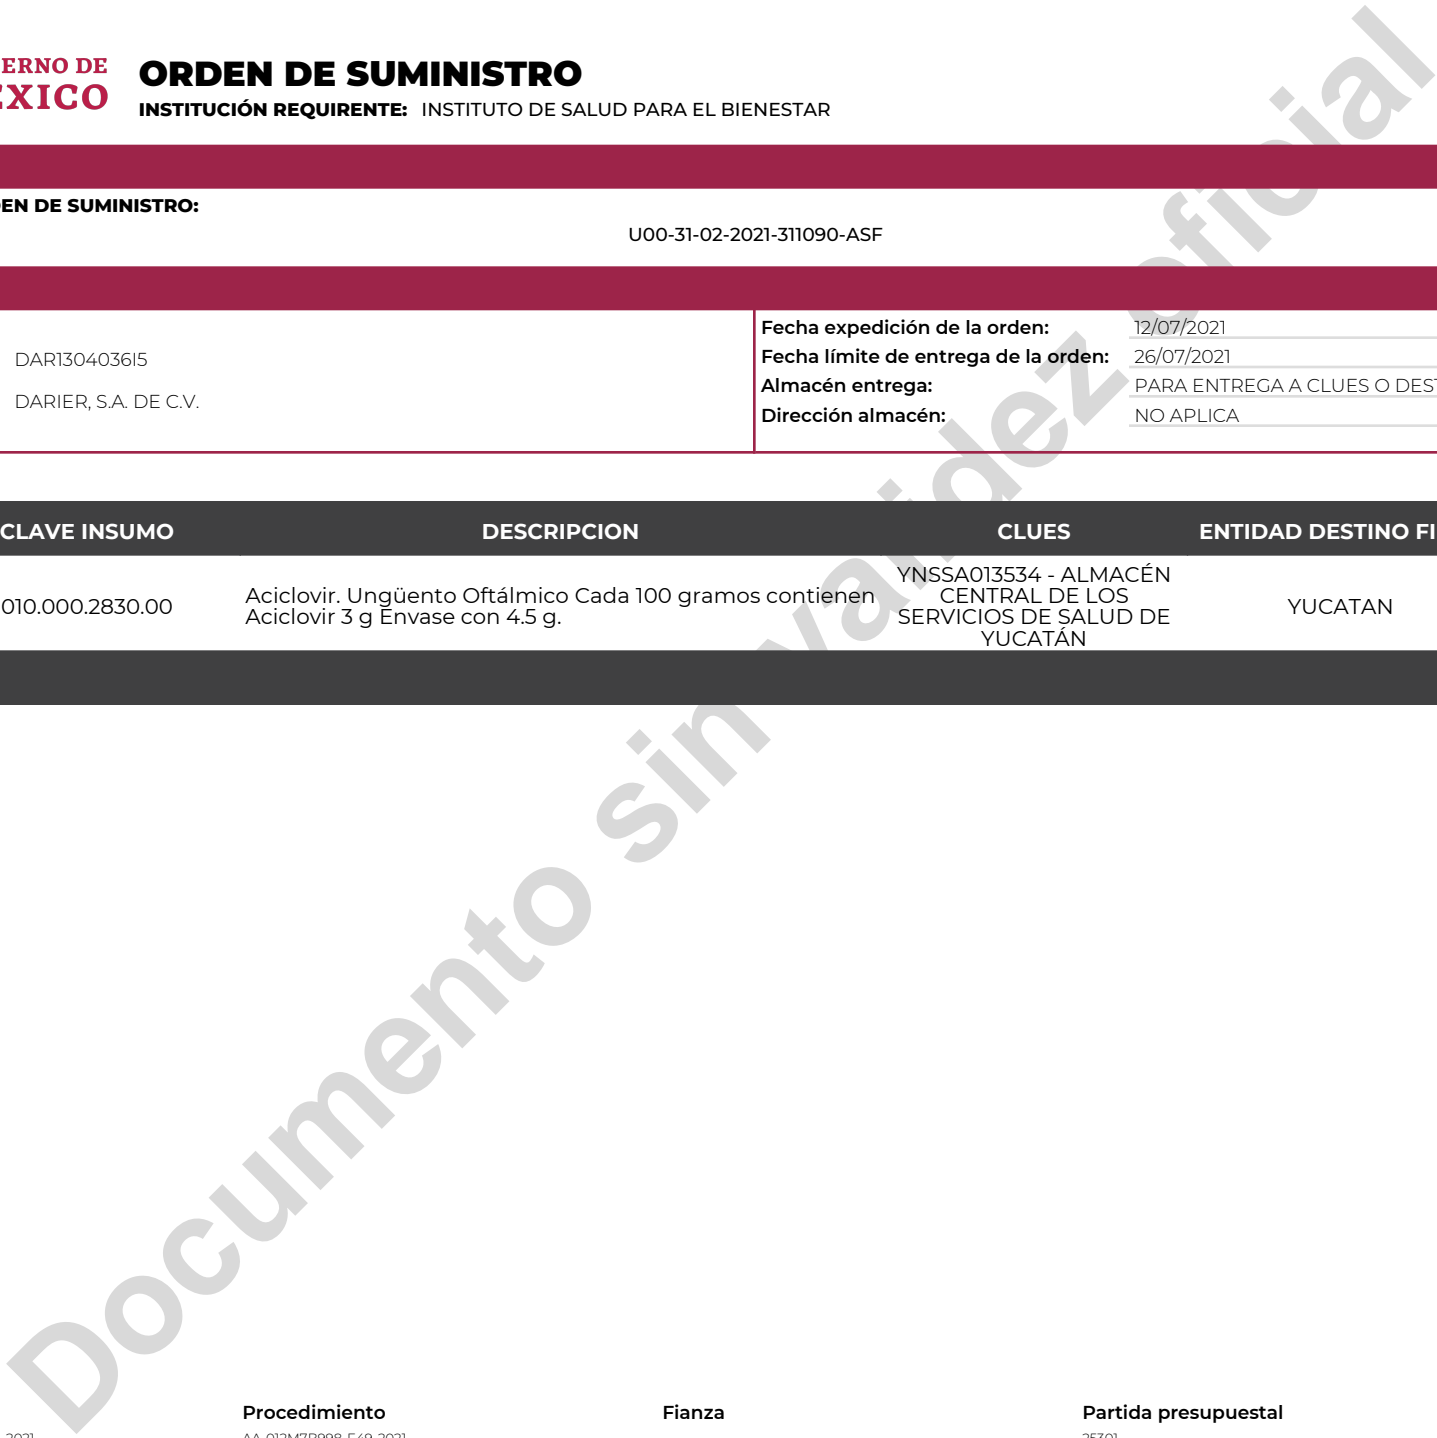 ERNO DE
EXICO
ORDEN DE SUMINISTRO
INSTITUCIÓN REQUIRENTE: INSTITUTO DE SALUD PARA EL BIENESTAR
EN DE SUMINISTRO:
U00-31-02-2021-311090-ASF
DAR1304036I5
DARIER, S.A. DE C.V.
Fecha expedición de la orden: 12/07/2021
Fecha límite de entrega de la orden: 26/07/2021
Almacén entrega: PARA ENTREGA A CLUES O DEST
Dirección almacén: NO APLICA
CLAVE INSUMO DESCRIPCION CLUES ENTIDAD DESTINO FI
010.000.2830.00
Aciclovir. Ungüento Oftálmico Cada 100 gramos contienen
Aciclovir 3 g Envase con 4.5 g.
YNSSA013534 - ALMACÉN
CENTRAL DE LOS
SERVICIOS DE SALUD DE
YUCATÁN
YUCATAN
Documento sin validez oficial
Procedimiento Fianza Partida presupuestal